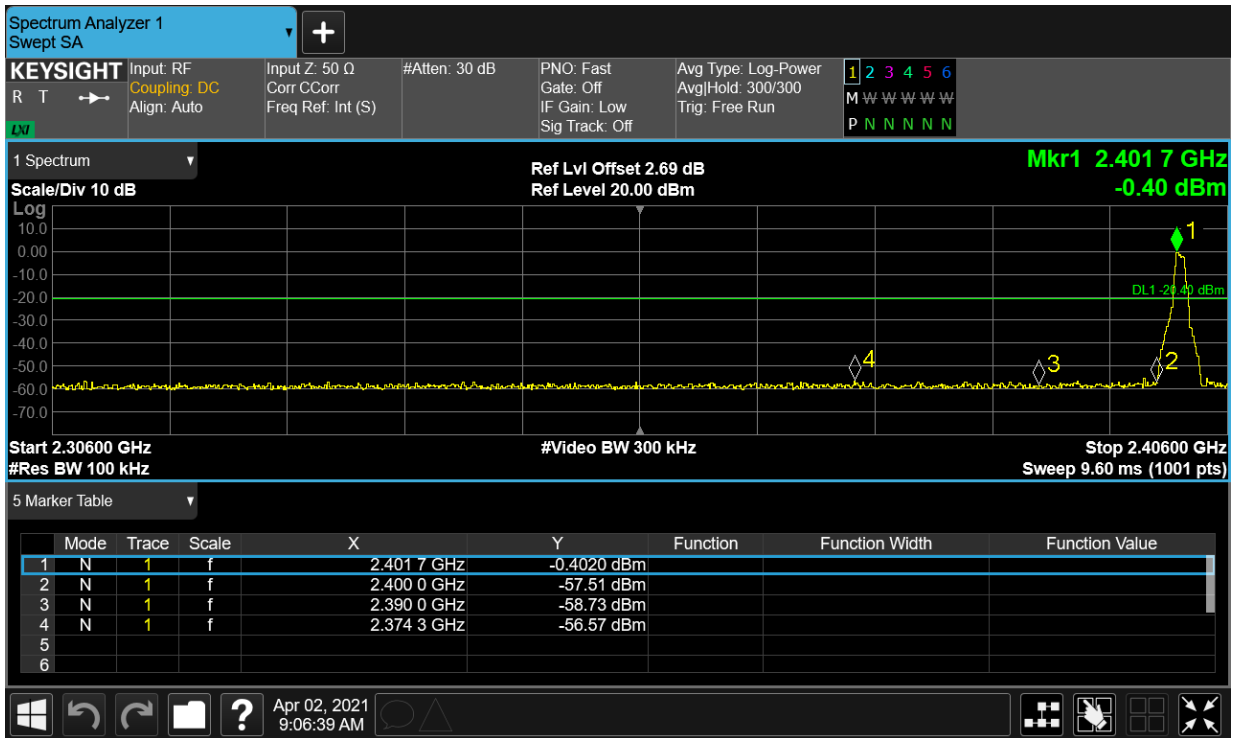 Spectrum Analyzer 1
Swept SA
+
KEYSIGHT Input: RF Input Z: 50 Ω #Atten: 30 dB PNO: Fast Avg Type: Log-Power 1 2 3 4 5 6
R T Coupling: DC Corr CCorr Gate: Off Avg|Hold: 300/300 M W W W W W
Align: Auto Freq Ref: Int (S) IF Gain: Low Trig: Free Run
LXI Sig Track: Off P N N N N N N
1 Spectrum Ref Lvl Offset 2.69 dB Mkr1 2.401 7 GHz
Scale/Div 10 dB Ref Level 20.00 dBm -0.40 dBm
Log
10.0 1
0.00
-10.0
-20.0 DL1 -20.40 dBm
-30.0
-40.0
-50.0 4 3 2
-60.0
-70.0
Start 2.30600 GHz #Video BW 300 kHz Stop 2.40600 GHz
#Res BW 100 kHz Sweep 9.60 ms (1001 pts)
5 Marker Table
Mode Trace Scale X Y Function Function Width Function Value
1 N 1 f 2.401 7 GHz -0.4020 dBm
2 N 1 f 2.400 0 GHz -57.51 dBm
3 N 1 f 2.390 0 GHz -58.73 dBm
4 N 1 f 2.374 3 GHz -56.57 dBm
5
6
? Apr 02, 2021
9:06:39 AM